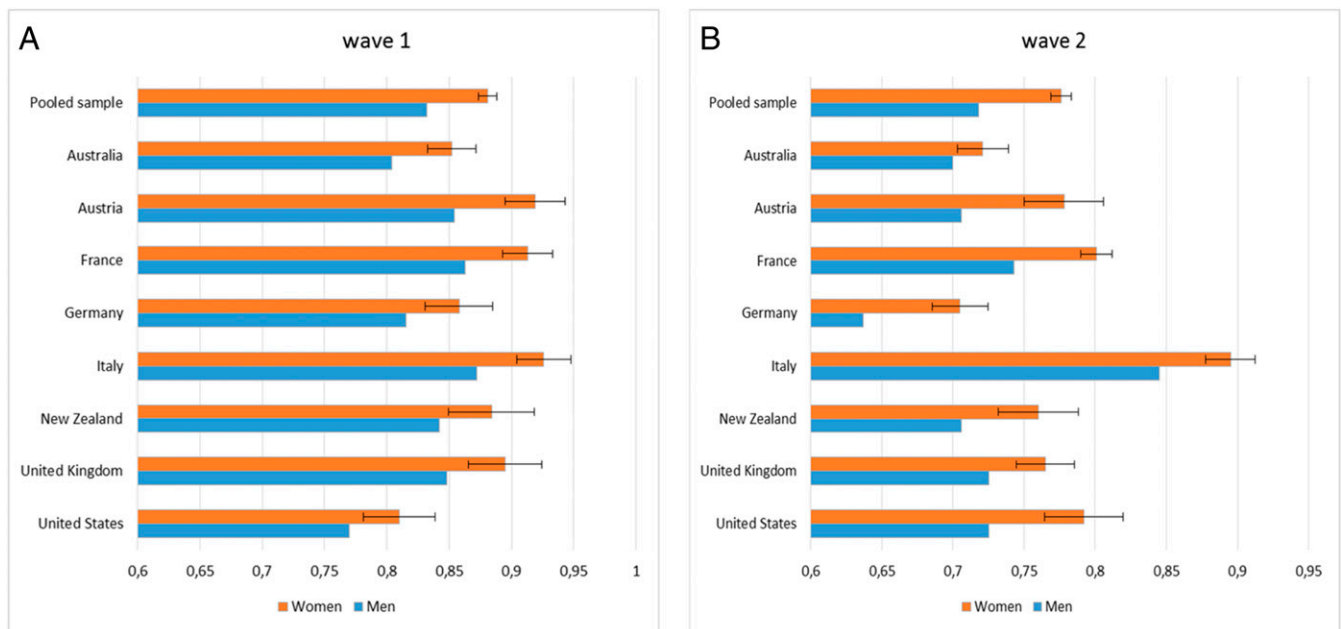 A
wave 1
Pooled sample
Australia
Austria
France
Germany
Italy
New Zealand
United Kingdom
United States
0,6 0,65 0,7 0,75 0,8 0,85 0,9 0,95 1
Women Men
B
wave 2
Pooled sample
Australia
Austria
France
Germany
Italy
New Zealand
United Kingdom
United States
0,6 0,65 0,7 0,75 0,8 0,85 0,9 0,95
Women Men